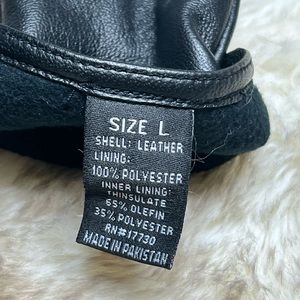 SIZE L
SHELL: LEATHER
LINING:
100% POLYESTER
INNER LINING:
THINSULATE
65% OLEFIN
35% POLYESTER
RN#17730
MADE IN PAKISTAN